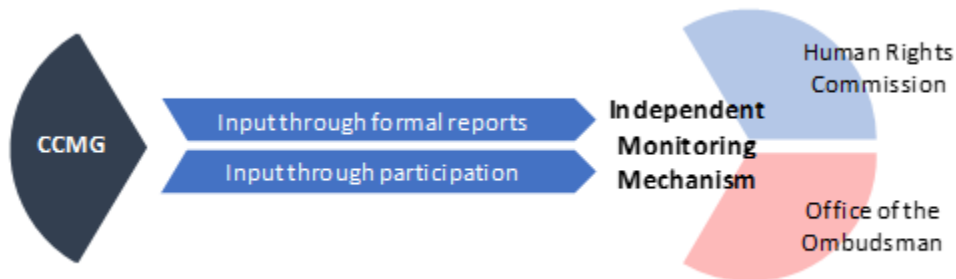 CCMG
Input through formal reports
Input through participation
Independent
Monitoring
Mechanism
Human Rights
Commission
Office of the
Ombudsman